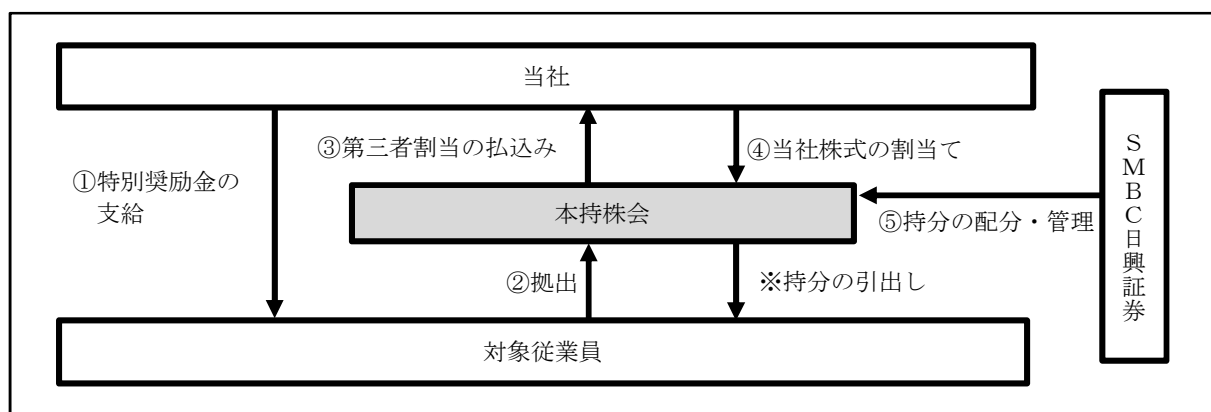 当社
③第三者割当の払込み
④当社株式の割当て
①特別奨励金の
支給
本持株会
⑤持分の配分・管理
②拠出
※持分の引出し
対象従業員
SMBC日興証券